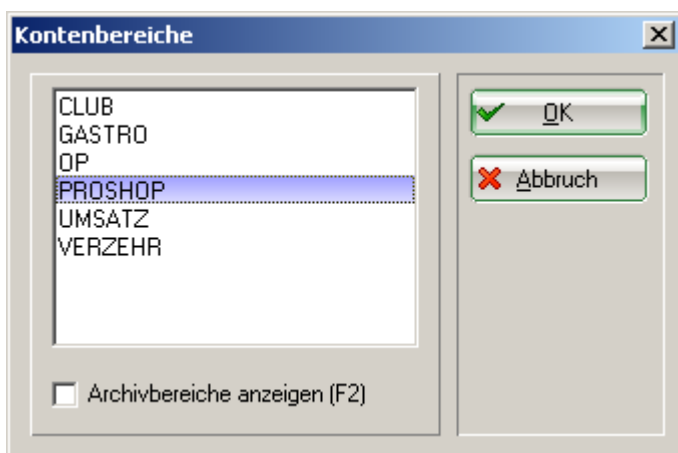 Kontenbereiche
CLUB
GASTRO
OP
PROSHOP
UMSATZ
VERZEHR
Archivbereiche anzeigen (F2)
OK
Abbruch